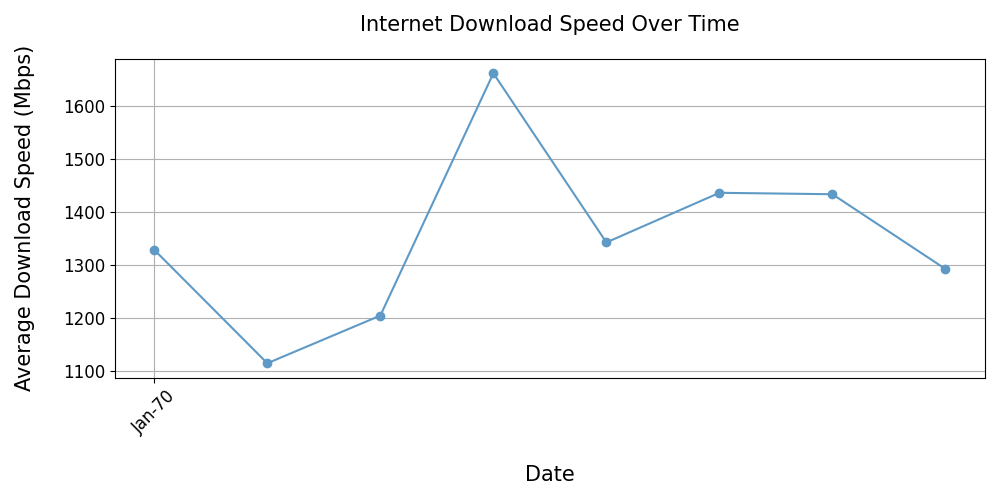 Internet Download Speed Over Time
Average Download Speed (Mbps)
1600
1500
1400
1300
1200
1100
Jan-70
Date